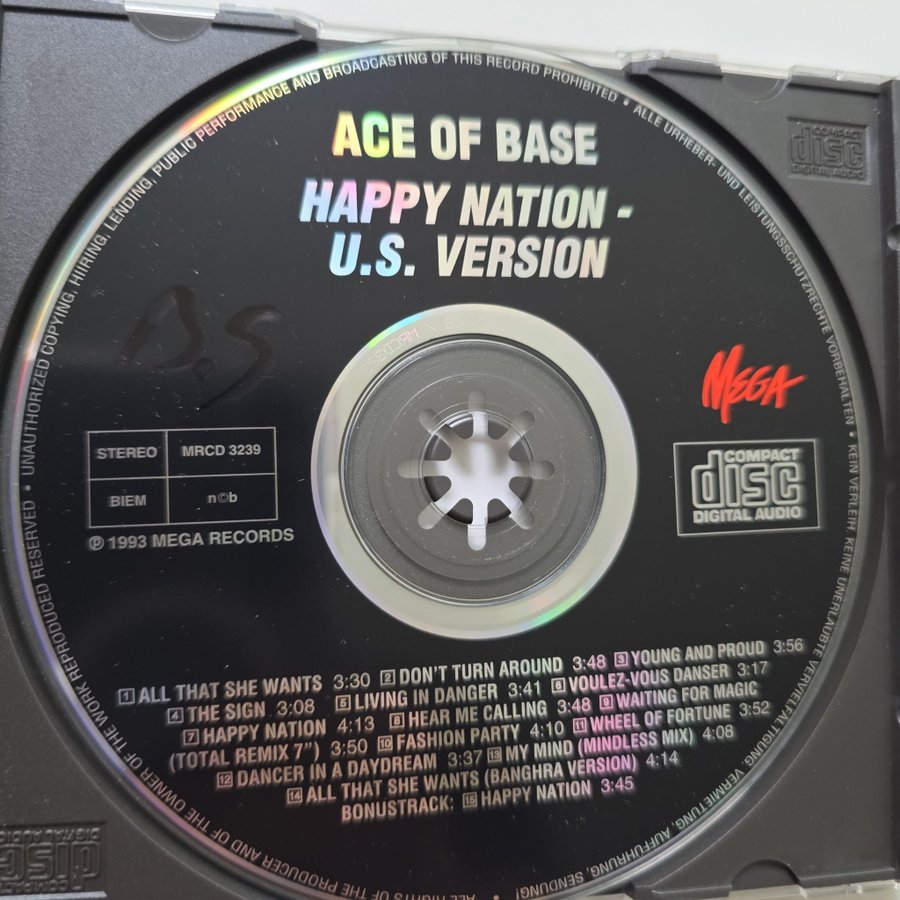 UNAUTHORIZED COPYING, HIIRING, LENDING, PUBLIC PERFORMANCE AND BROADCASTING OF THIS RECORD PROHIBITED • ALLE URHEBER- UND LEISTUNGSSCHUTZRECHTE VORBEHALTEN • KEIN VERLEIH, KEINE UNERLAUBTE VERVIELFÄLTIGUNG, VERMIETUNG, AUFFÜHRUNG, SENDUNG!
ALL RIGHTS OF THE PRODUCER AND OF THE OWNER OF THE WORK REPRODUCED RESERVED •
ACE OF BASE
HAPPY NATION -
U.S. VERSION
COMPACT
disc
DIGITAL AUDIO
D.S
MEGA
STEREO MRCD 3239
BIEM n©b
℗ 1993 MEGA RECORDS
COMPACT
disc
DIGITAL AUDIO
1 ALL THAT SHE WANTS 3:30 2 DON'T TURN AROUND 3:48 3 YOUNG AND PROUD 3:56
4 THE SIGN 3:08 5 LIVING IN DANGER 3:41 6 VOULEZ-VOUS DANSER 3:17
7 HAPPY NATION 4:13 8 HEAR ME CALLING 3:48 9 WAITING FOR MAGIC
(TOTAL REMIX 7") 3:50 10 FASHION PARTY 4:10 11 WHEEL OF FORTUNE 3:52
12 DANCER IN A DAYDREAM 3:37 13 MY MIND (MINDLESS MIX) 4:08
14 ALL THAT SHE WANTS (BANGHRA VERSION) 4:14
BONUSTRACK: 15 HAPPY NATION 3:45
COMPACT
disc
DIGITAL AUDIO